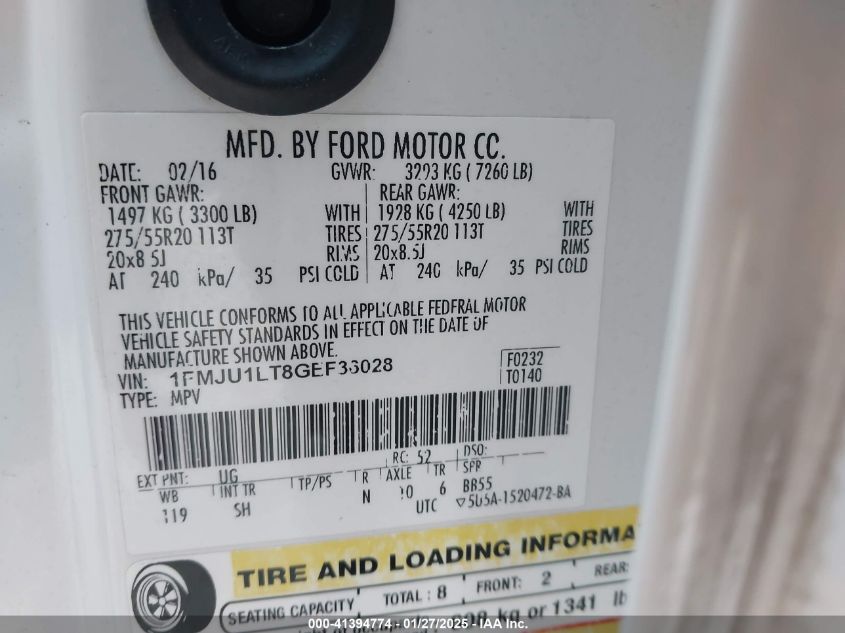 MFD. BY FORD MOTOR CO.
DATE: 02/16 GVWR: 3293 KG ( 7260 LB)
FRONT GAWR: REAR GAWR:
1497 KG ( 3300 LB) WITH 1928 KG ( 4250 LB) WITH
275/55R20 113T TIRES 275/55R20 113T TIRES
20x8.5J RIMS 20x8.5J RIMS
AT 240 kPa/ 35 PSI COLD AT 240 kPa/ 35 PSI COLD
THIS VEHICLE CONFORMS TO ALL APPLICABLE FEDERAL MOTOR
VEHICLE SAFETY STANDARDS IN EFFECT ON THE DATE OF
MANUFACTURE SHOWN ABOVE.
VIN: 1FMJU1LT8GEF36028 F0232
TYPE: MPV T0140
RC: 52 DSO:
EXT PNT: UG AXLE TR SPR
WB INT TR TP/PS R N 10 6 BB55
119 SH UTC ▽5U5A-1520472-BA
TIRE AND LOADING INFORMA
SEATING CAPACITY TOTAL : 8 FRONT: 2 REAR:
kg or 1341 lb
000-41394774 - 01/27/2025 - IAA Inc.